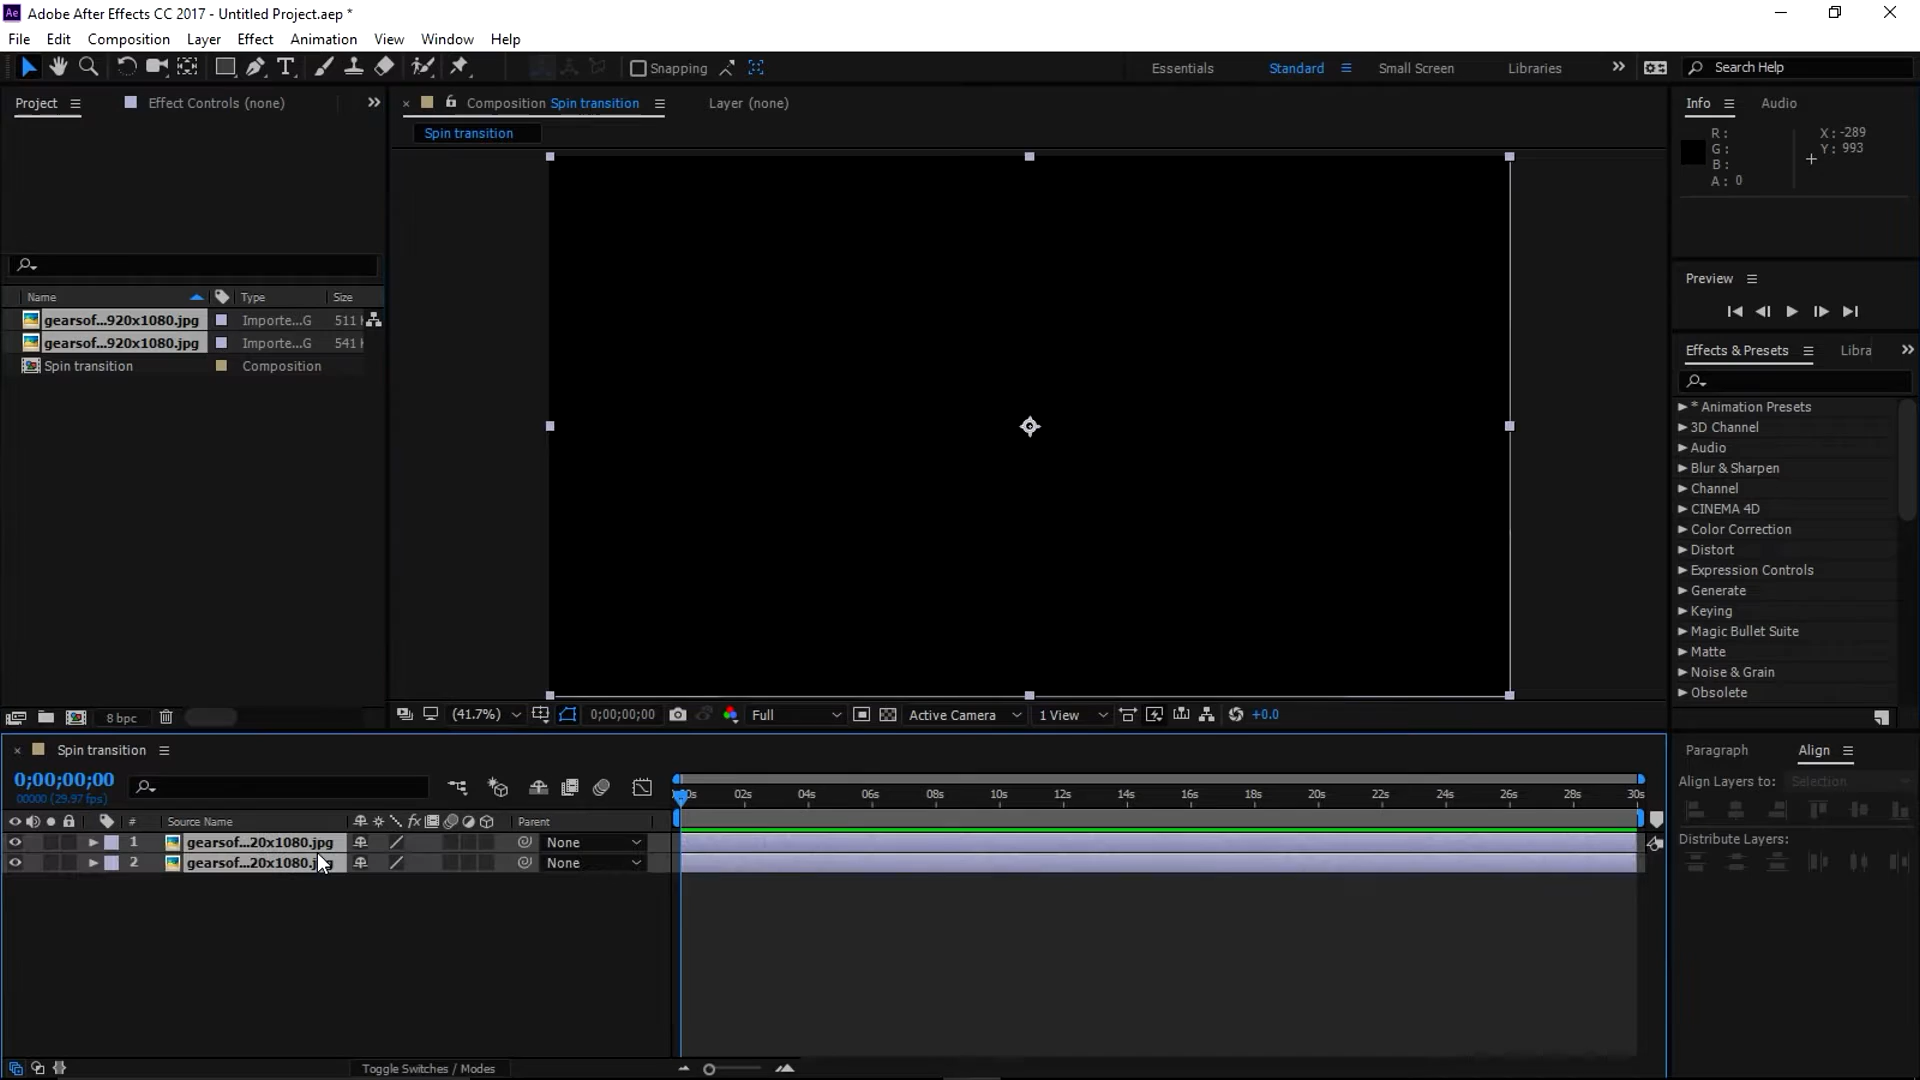 Adobe After Effects CC 2017 - Untitled Project.aep *
File Edit Composition Layer Effect Animation View Window Help
Snapping Essentials Standard Small Screen Libraries Search Help
Project Effect Controls (none)
Composition Spin transition Layer (none)
Spin transition
Info Audio
R: X: -289
G: Y: 993
B:
A: 0
Name Type Size
gearsof...920x1080.jpg Importe...G 511
gearsof...920x1080.jpg Importe...G 541
Spin transition Composition
Preview
Effects & Presets Libra
* Animation Presets
3D Channel
Audio
Blur & Sharpen
Channel
CINEMA 4D
Color Correction
Distort
Expression Controls
Generate
Keying
Magic Bullet Suite
Matte
Noise & Grain
Obsolete
8 bpc
(41.7%) 0;00;00;00 Full Active Camera 1 View +0.0
Spin transition
0;00;00;00
00000 (29.97 fps)
02s 04s 06s 08s 10s 12s 14s 16s 18s 20s 22s 24s 26s 28s 30s
# Source Name fx Parent
1 gearsof...20x1080.jpg None
2 gearsof...20x1080. None
Paragraph Align
Align Layers to: Selection
Distribute Layers:
Toggle Switches / Modes